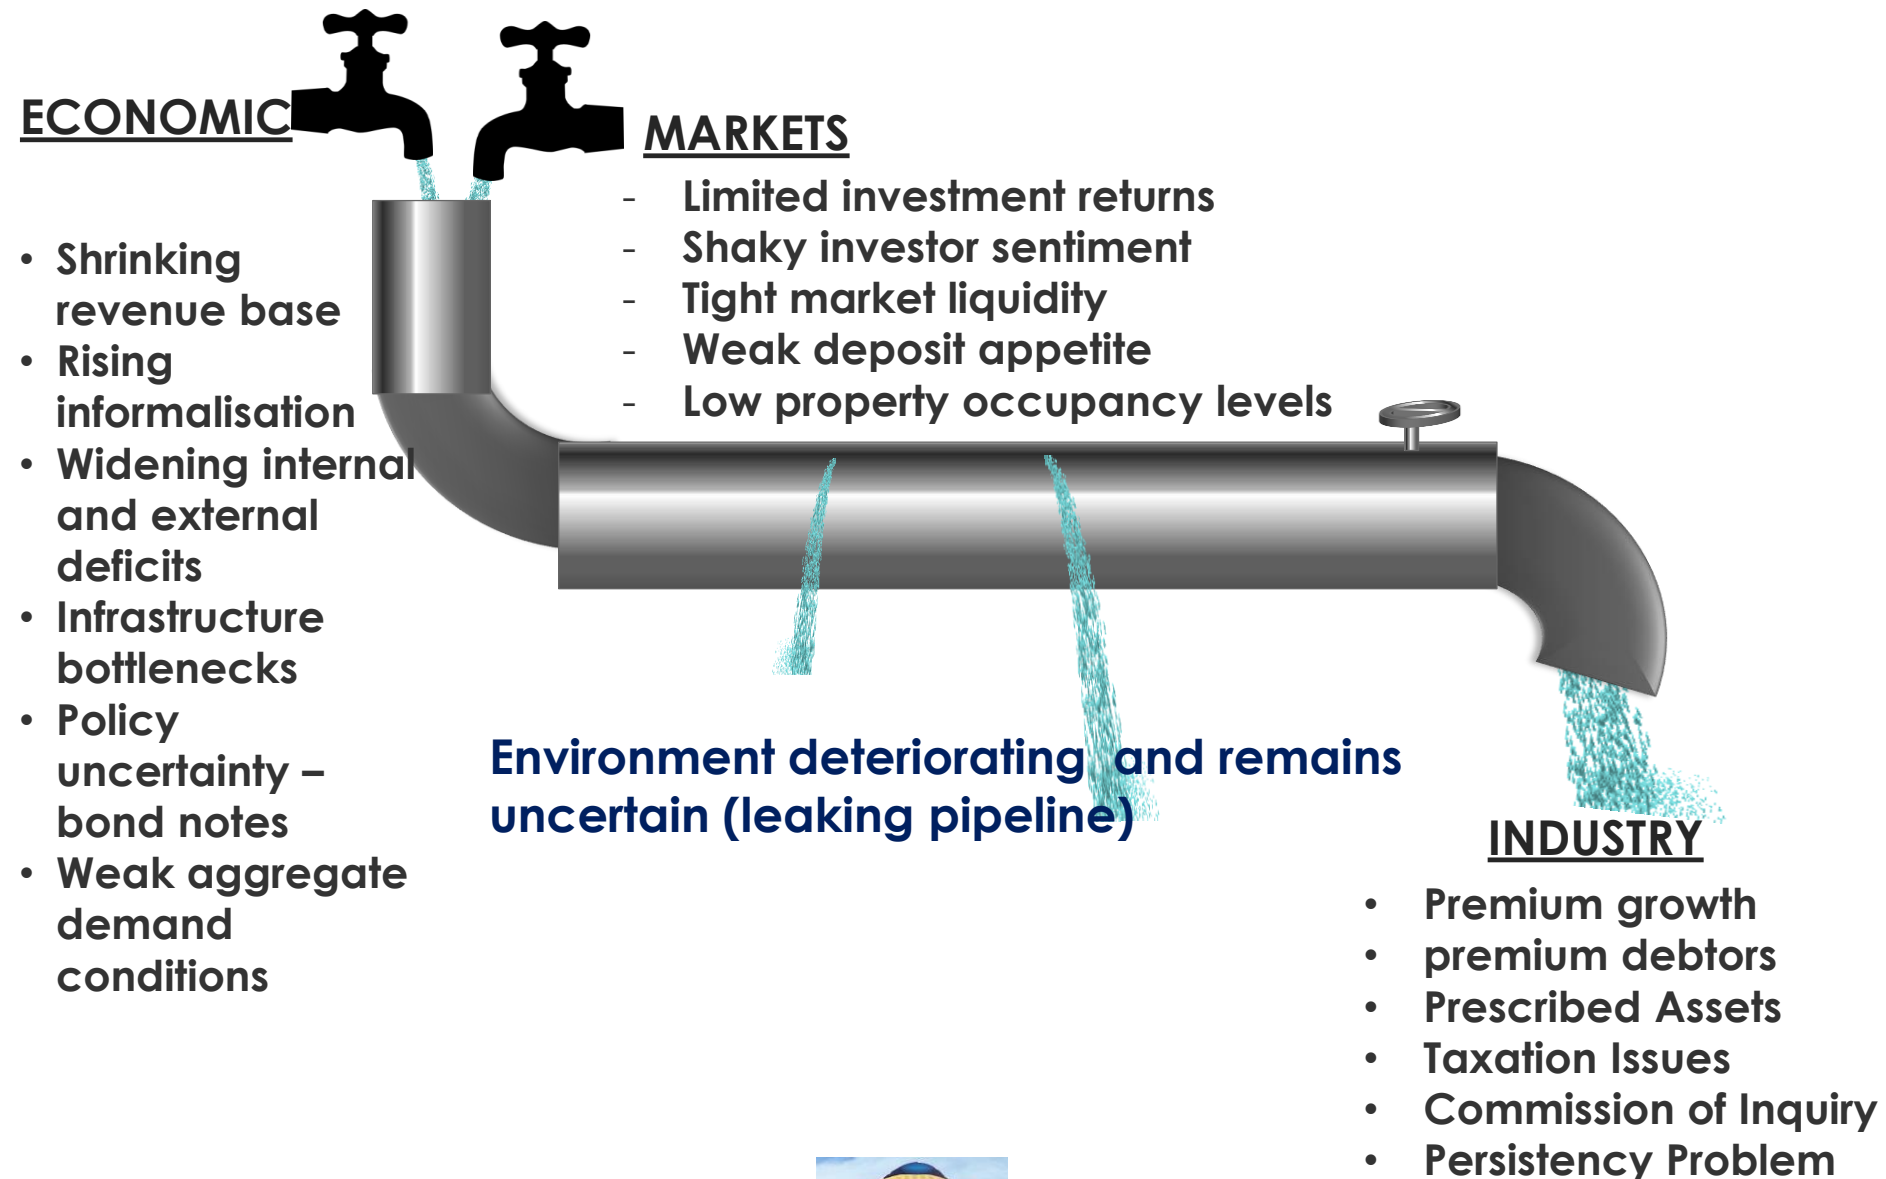 ECONOMIC
• Shrinking
revenue base
• Rising
informalisation
• Widening internal
and external
deficits
• Infrastructure
bottlenecks
• Policy
uncertainty –
bond notes
• Weak aggregate
demand
conditions
MARKETS
- Limited investment returns
- Shaky investor sentiment
- Tight market liquidity
- Weak deposit appetite
- Low property occupancy levels
Environment deteriorating and remains
uncertain (leaking pipeline)
INDUSTRY
• Premium growth
• premium debtors
• Prescribed Assets
• Taxation Issues
• Commission of Inquiry
• Persistency Problem